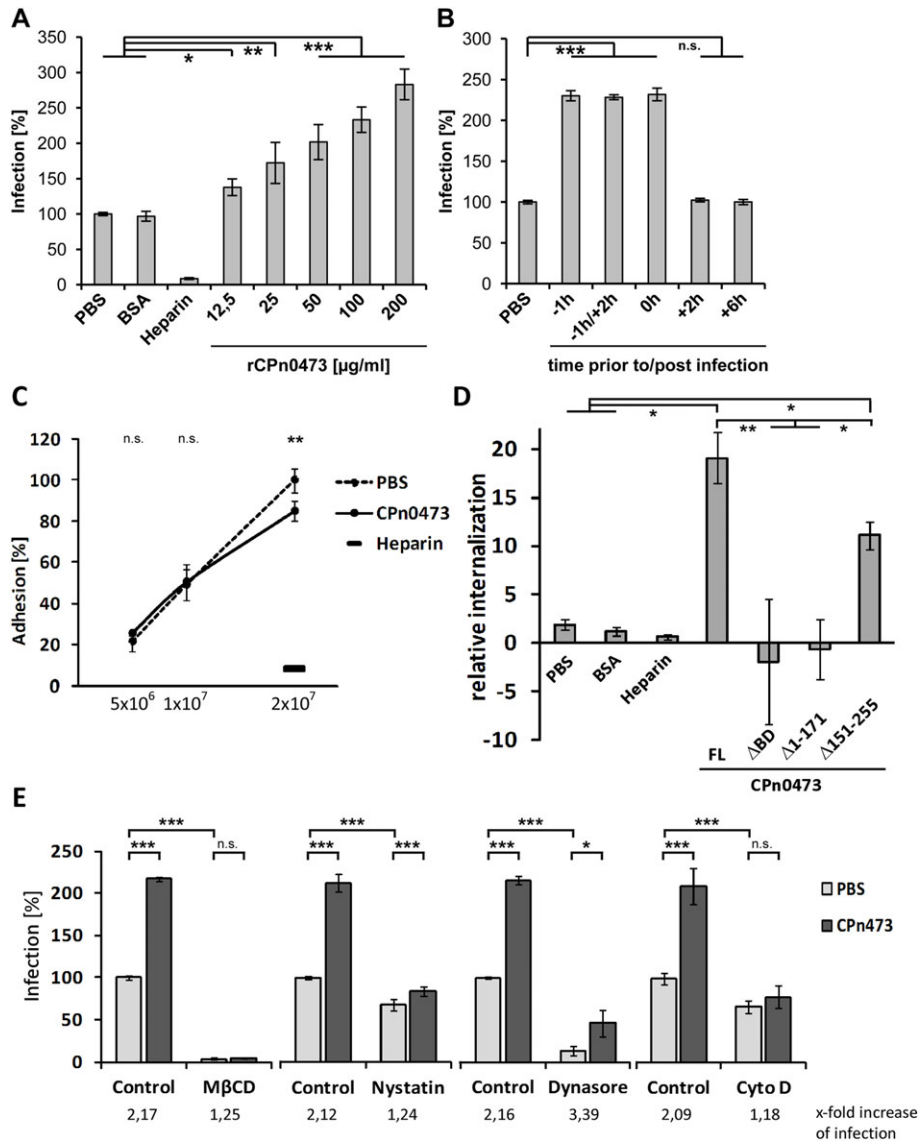 A
Infection [%]
350
300
250
200
150
100
50
0
* ** ***
PBS BSA Heparin 12,5 25 50 100 200
rCPn0473 [µg/ml]
B
Infection [%]
300
250
200
150
100
50
0
*** n.s.
PBS -1h -1h/+2h 0h +2h +6h
time prior to/post infection
C
Adhesion [%]
120
100
80
60
40
20
0
n.s. n.s. **
PBS
CPn0473
Heparin
5x10⁶ 1x10⁷ 2x10⁷
D
relative internalization
20
15
10
5
0
-5
-10
* *
** *
PBS BSA Heparin FL ΔBD Δ1-171 Δ151-255
CPn0473
E
Infection [%]
250
200
150
100
50
0
*** *** *** ***
*** n.s. *** *** *** * *** n.s.
PBS
CPn473
Control MβCD Control Nystatin Control Dynasore Control Cyto D
2,17 1,25 2,12 1,24 2,16 3,39 2,09 1,18 x-fold increase
of infection